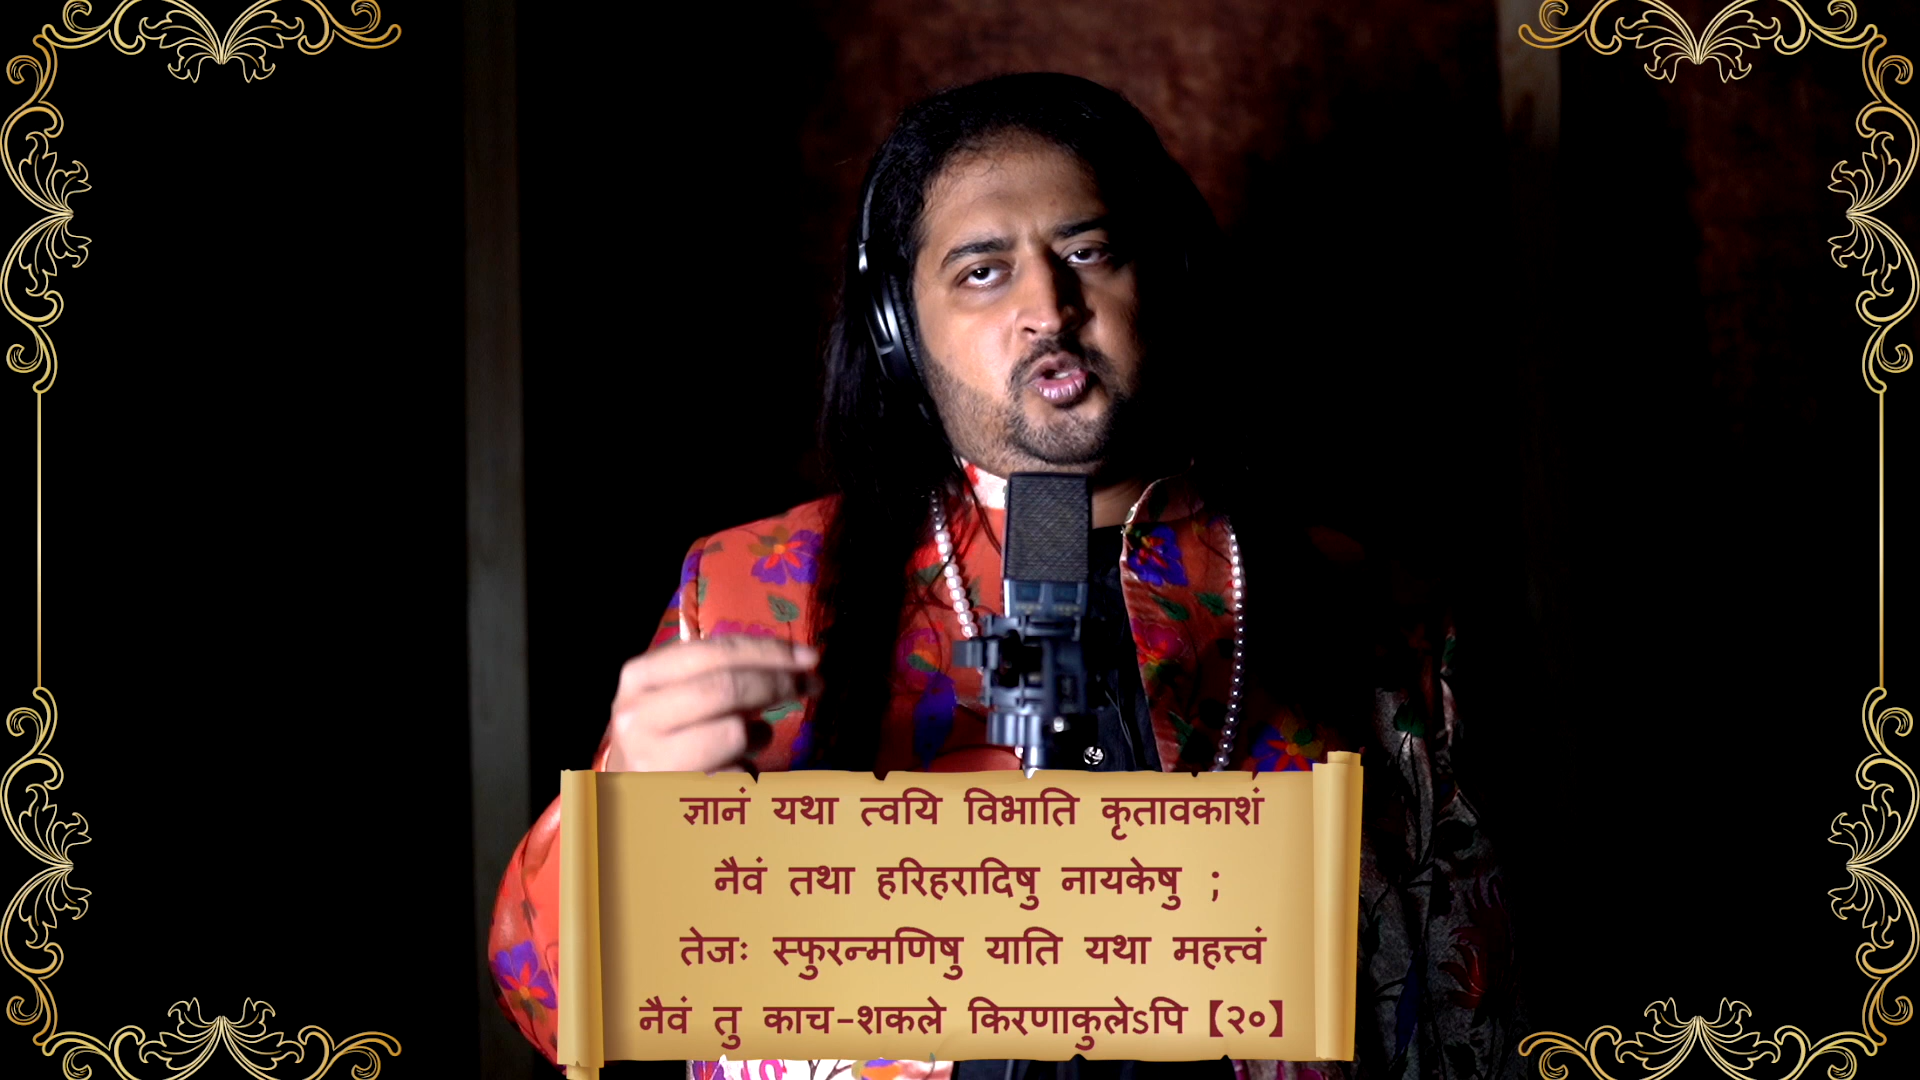 ज्ञानं यथा त्वयि विभाति कृतावकाशं
नैवं तथा हरिहरादिषु नायकेषु ;
तेजः स्फुरन्मणिषु याति यथा महत्त्वं
नैवं तु काच-शकले किरणाकुलेऽपि【२०】